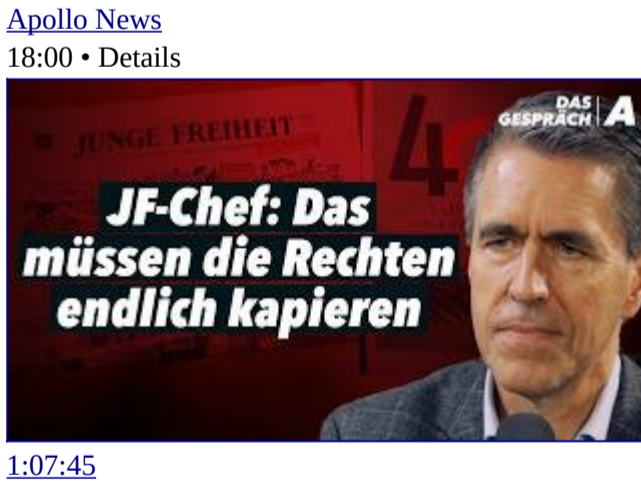 Apollo News
18:00 • Details
DAS
GESPRÄCH
A
JUNGE FREIHEIT
4
JF-Chef: Das
müssen die Rechten
endlich kapieren
1:07:45